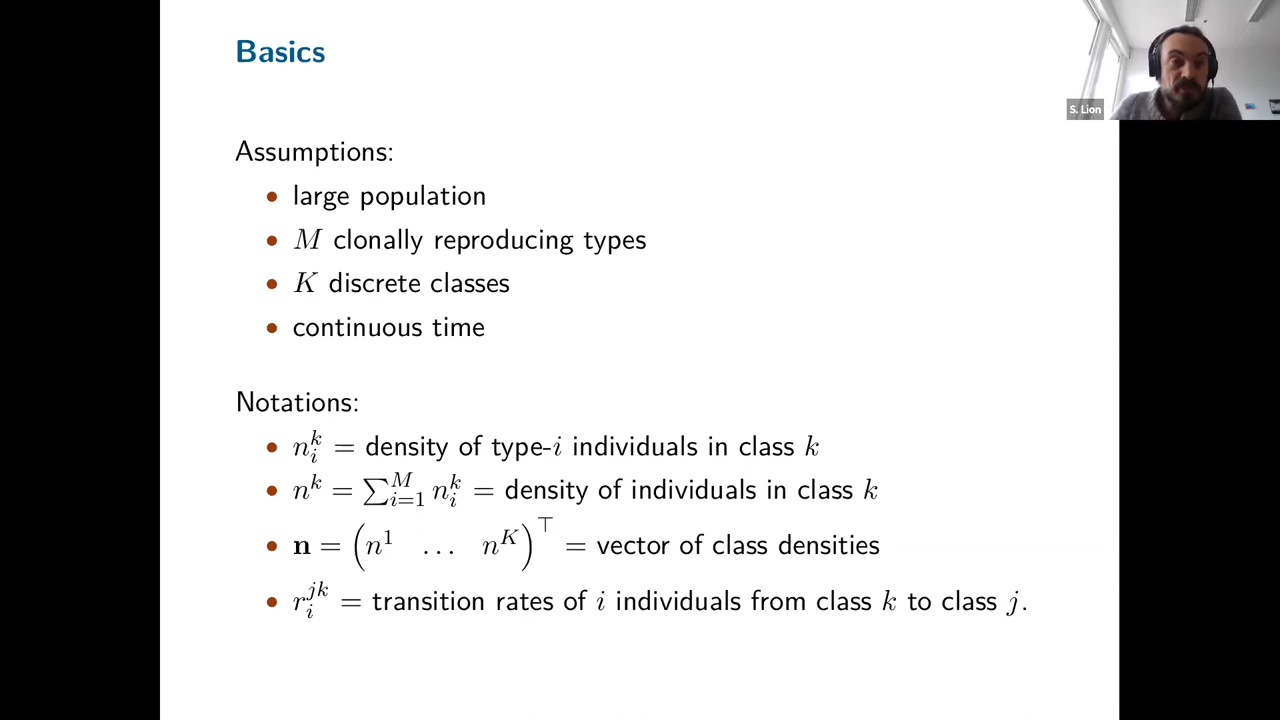 Basics
S. Lion
Assumptions:
• large population
• M clonally reproducing types
• K discrete classes
• continuous time
Notations:
• n_i^k = density of type-i individuals in class k
• n^k = ∑_{i=1}^M n_i^k = density of individuals in class k
• n = (n^1 … n^K)^⊤ = vector of class densities
• r_i^{jk} = transition rates of i individuals from class k to class j.